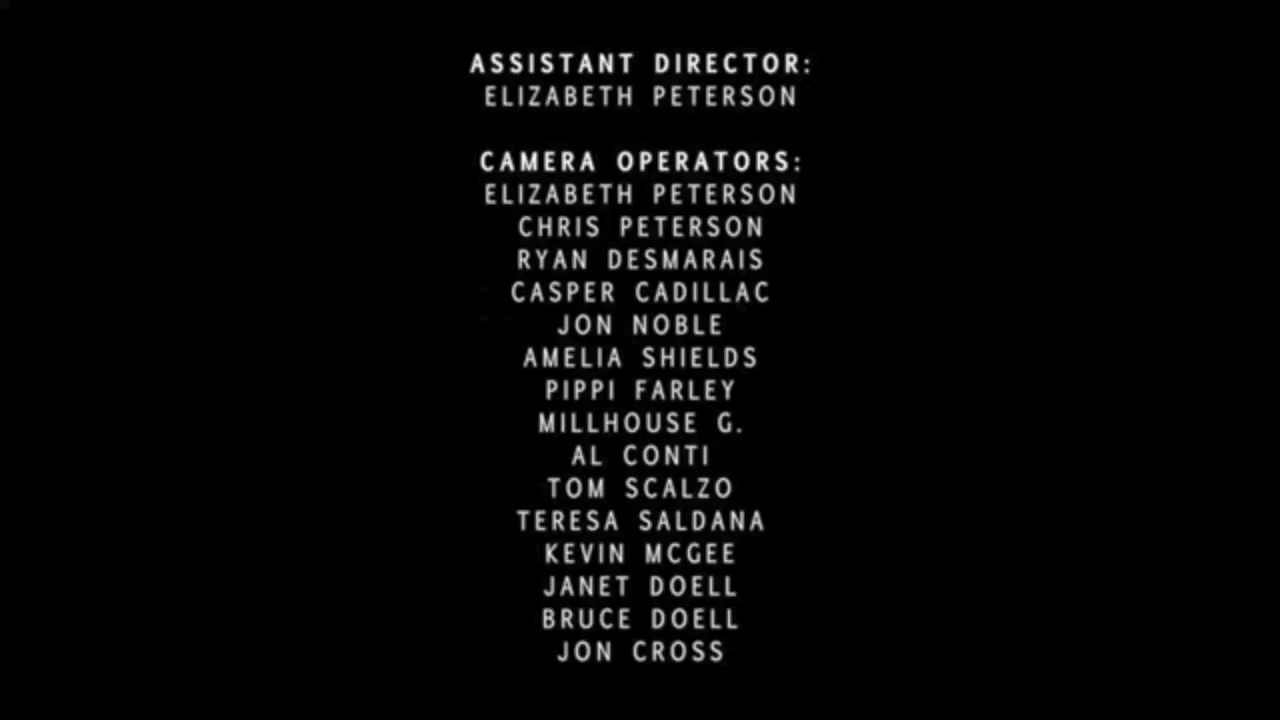 ASSISTANT DIRECTOR:
ELIZABETH PETERSON
CAMERA OPERATORS:
ELIZABETH PETERSON
CHRIS PETERSON
RYAN DESMARAIS
CASPER CADILLAC
JON NOBLE
AMELIA SHIELDS
PIPPI FARLEY
MILLHOUSE G.
AL CONTI
TOM SCALZO
TERESA SALDANA
KEVIN MCGEE
JANET DOELL
BRUCE DOELL
JON CROSS